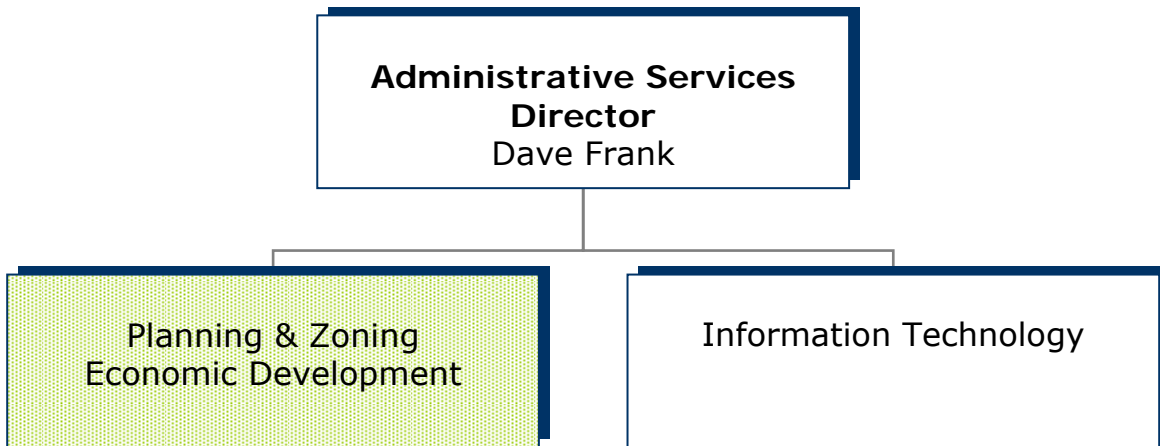 Administrative Services
Director
Dave Frank
Planning & Zoning
Economic Development
Information Technology